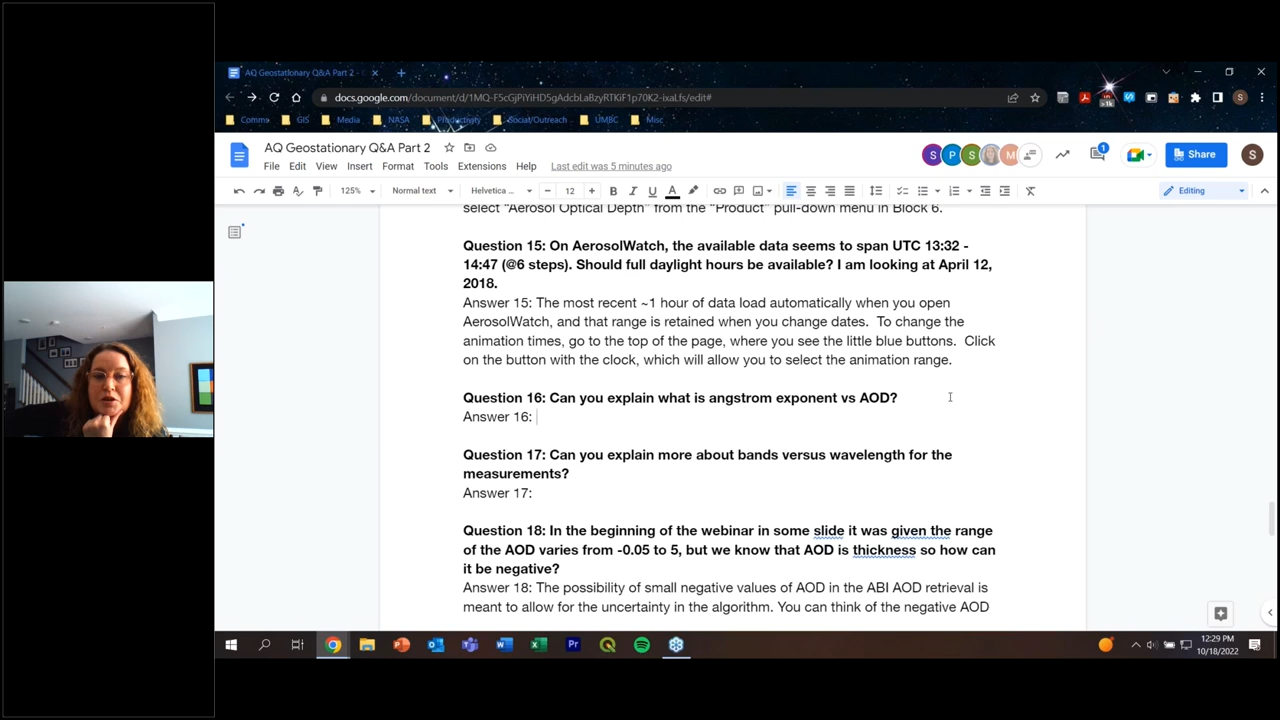 AQ Geostationary Q&A Part 2 -
docs.google.com/document/d/1MQ-F5cGjPiYiHD5gAdcbLaBzyRTKiF1p70K2-ixaLfs/edit#
Comms GIS Media NASA Productivity Social/Outreach UMBC Misc
AQ Geostationary Q&A Part 2
File Edit View Insert Format Tools Extensions Help Last edit was 5 minutes ago
S P S M Share S
125% Normal text Helvetica ... 12 B I U A Editing
select "Aerosol Optical Depth" from the "Product" pull-down menu in Block 6.
Question 15: On AerosolWatch, the available data seems to span UTC 13:32 -
14:47 (@6 steps). Should full daylight hours be available? I am looking at April 12,
2018.
Answer 15: The most recent ~1 hour of data load automatically when you open
AerosolWatch, and that range is retained when you change dates. To change the
animation times, go to the top of the page, where you see the little blue buttons. Click
on the button with the clock, which will allow you to select the animation range.
Question 16: Can you explain what is angstrom exponent vs AOD?
Answer 16:
Question 17: Can you explain more about bands versus wavelength for the
measurements?
Answer 17:
Question 18: In the beginning of the webinar in some slide it was given the range
of the AOD varies from -0.05 to 5, but we know that AOD is thickness so how can
it be negative?
Answer 18: The possibility of small negative values of AOD in the ABI AOD retrieval is
meant to allow for the uncertainty in the algorithm. You can think of the negative AOD
12:29 PM
10/18/2022